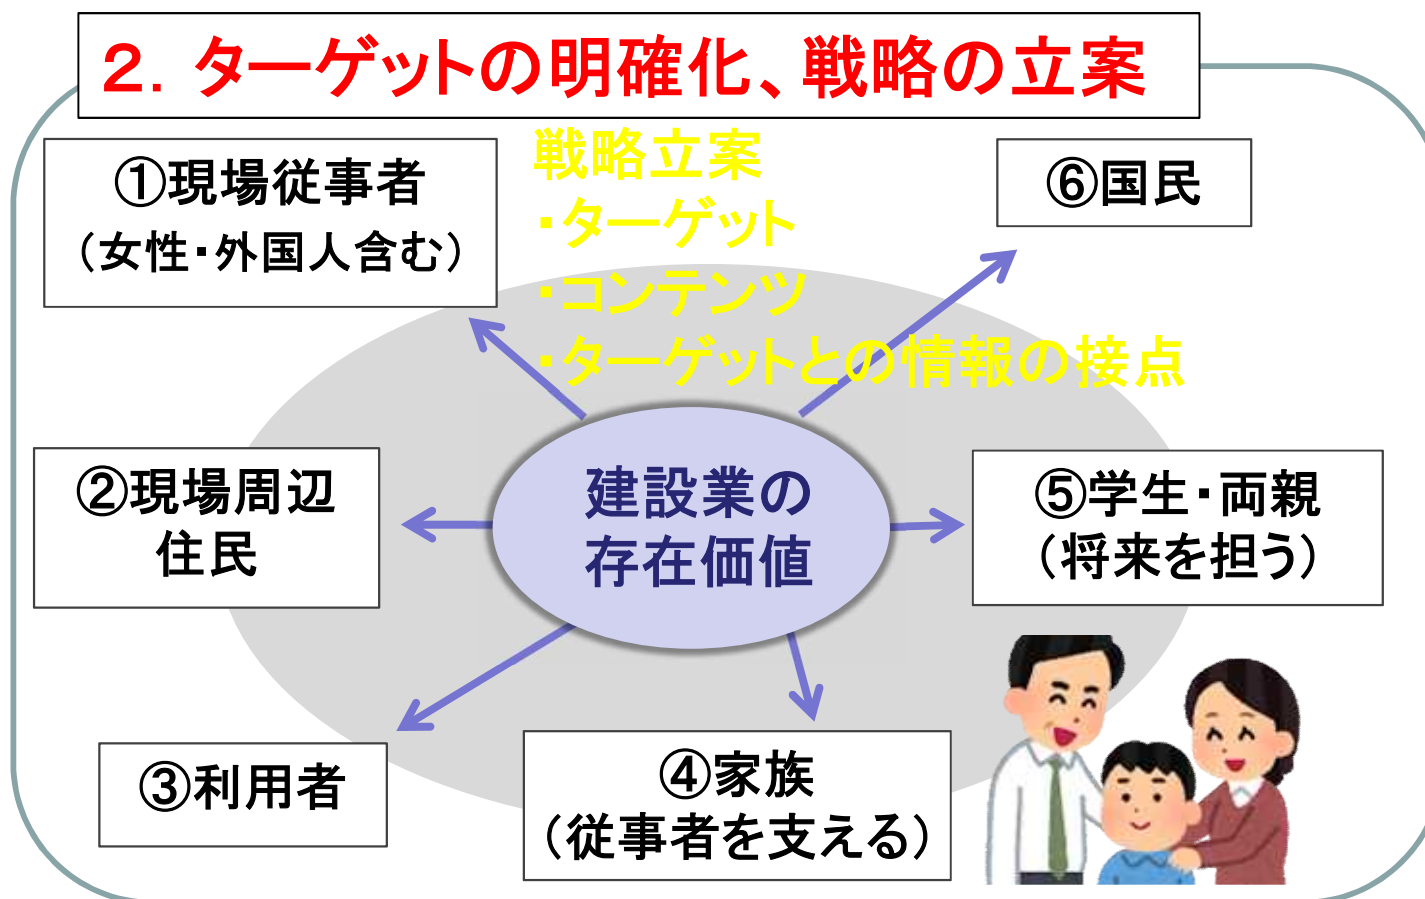 ２．ターゲットの明確化、戦略の立案
①現場従事者
（女性・外国人含む）
戦略立案
・ターゲット
・コンテンツ
・ターゲットとの情報の接点
⑥国民
②現場周辺
住民
建設業の
存在価値
⑤学生・両親
（将来を担う）
③利用者
④家族
（従事者を支える）